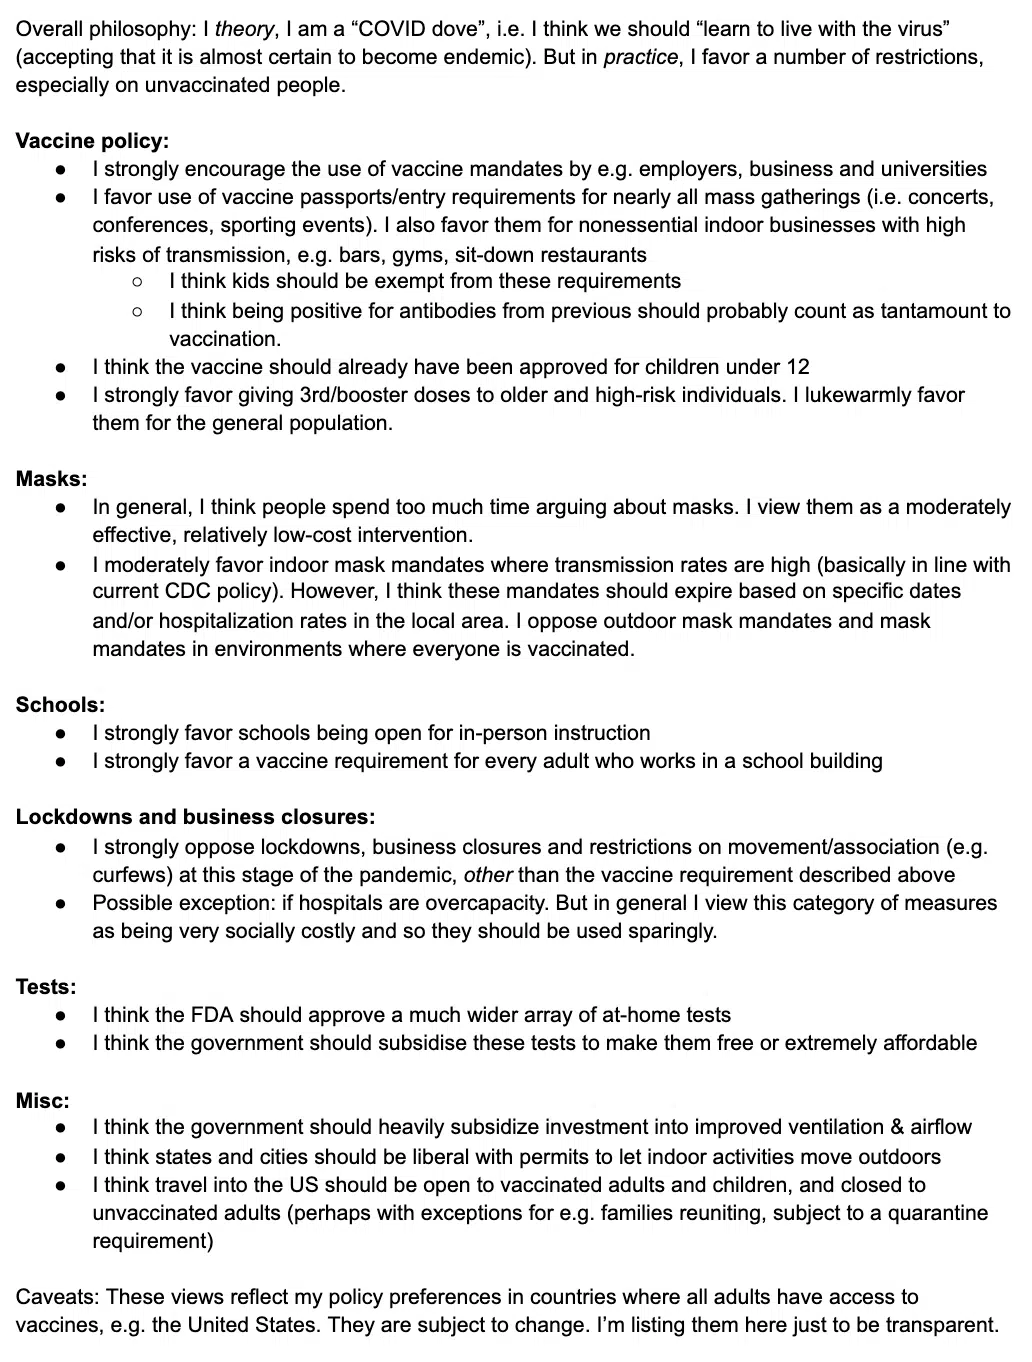 Overall philosophy: I theory, I am a “COVID dove”, i.e. I think we should “learn to live with the virus”
(accepting that it is almost certain to become endemic). But in practice, I favor a number of restrictions,
especially on unvaccinated people.
Vaccine policy:
● I strongly encourage the use of vaccine mandates by e.g. employers, business and universities
● I favor use of vaccine passports/entry requirements for nearly all mass gatherings (i.e. concerts,
conferences, sporting events). I also favor them for nonessential indoor businesses with high
risks of transmission, e.g. bars, gyms, sit-down restaurants
○ I think kids should be exempt from these requirements
○ I think being positive for antibodies from previous should probably count as tantamount to
vaccination.
● I think the vaccine should already have been approved for children under 12
● I strongly favor giving 3rd/booster doses to older and high-risk individuals. I lukewarmly favor
them for the general population.
Masks:
● In general, I think people spend too much time arguing about masks. I view them as a moderately
effective, relatively low-cost intervention.
● I moderately favor indoor mask mandates where transmission rates are high (basically in line with
current CDC policy). However, I think these mandates should expire based on specific dates
and/or hospitalization rates in the local area. I oppose outdoor mask mandates and mask
mandates in environments where everyone is vaccinated.
Schools:
● I strongly favor schools being open for in-person instruction
● I strongly favor a vaccine requirement for every adult who works in a school building
Lockdowns and business closures:
● I strongly oppose lockdowns, business closures and restrictions on movement/association (e.g.
curfews) at this stage of the pandemic, other than the vaccine requirement described above
● Possible exception: if hospitals are overcapacity. But in general I view this category of measures
as being very socially costly and so they should be used sparingly.
Tests:
● I think the FDA should approve a much wider array of at-home tests
● I think the government should subsidise these tests to make them free or extremely affordable
Misc:
● I think the government should heavily subsidize investment into improved ventilation & airflow
● I think states and cities should be liberal with permits to let indoor activities move outdoors
● I think travel into the US should be open to vaccinated adults and children, and closed to
unvaccinated adults (perhaps with exceptions for e.g. families reuniting, subject to a quarantine
requirement)
Caveats: These views reflect my policy preferences in countries where all adults have access to
vaccines, e.g. the United States. They are subject to change. I’m listing them here just to be transparent.